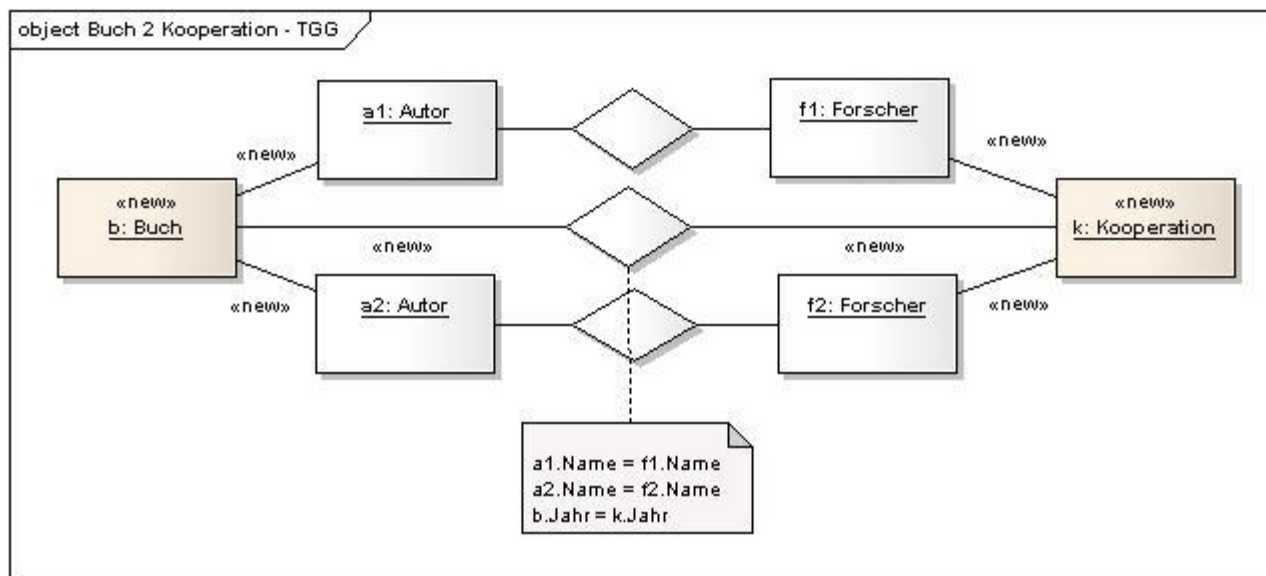 object Buch 2 Kooperation - TGG
a1: Autor
f1: Forscher
«new»
«new»
«new»
b: Buch
«new»
k: Kooperation
«new»
«new»
«new»
a2: Autor
f2: Forscher
«new»
a1.Name = f1.Name
a2.Name = f2.Name
b.Jahr = k.Jahr